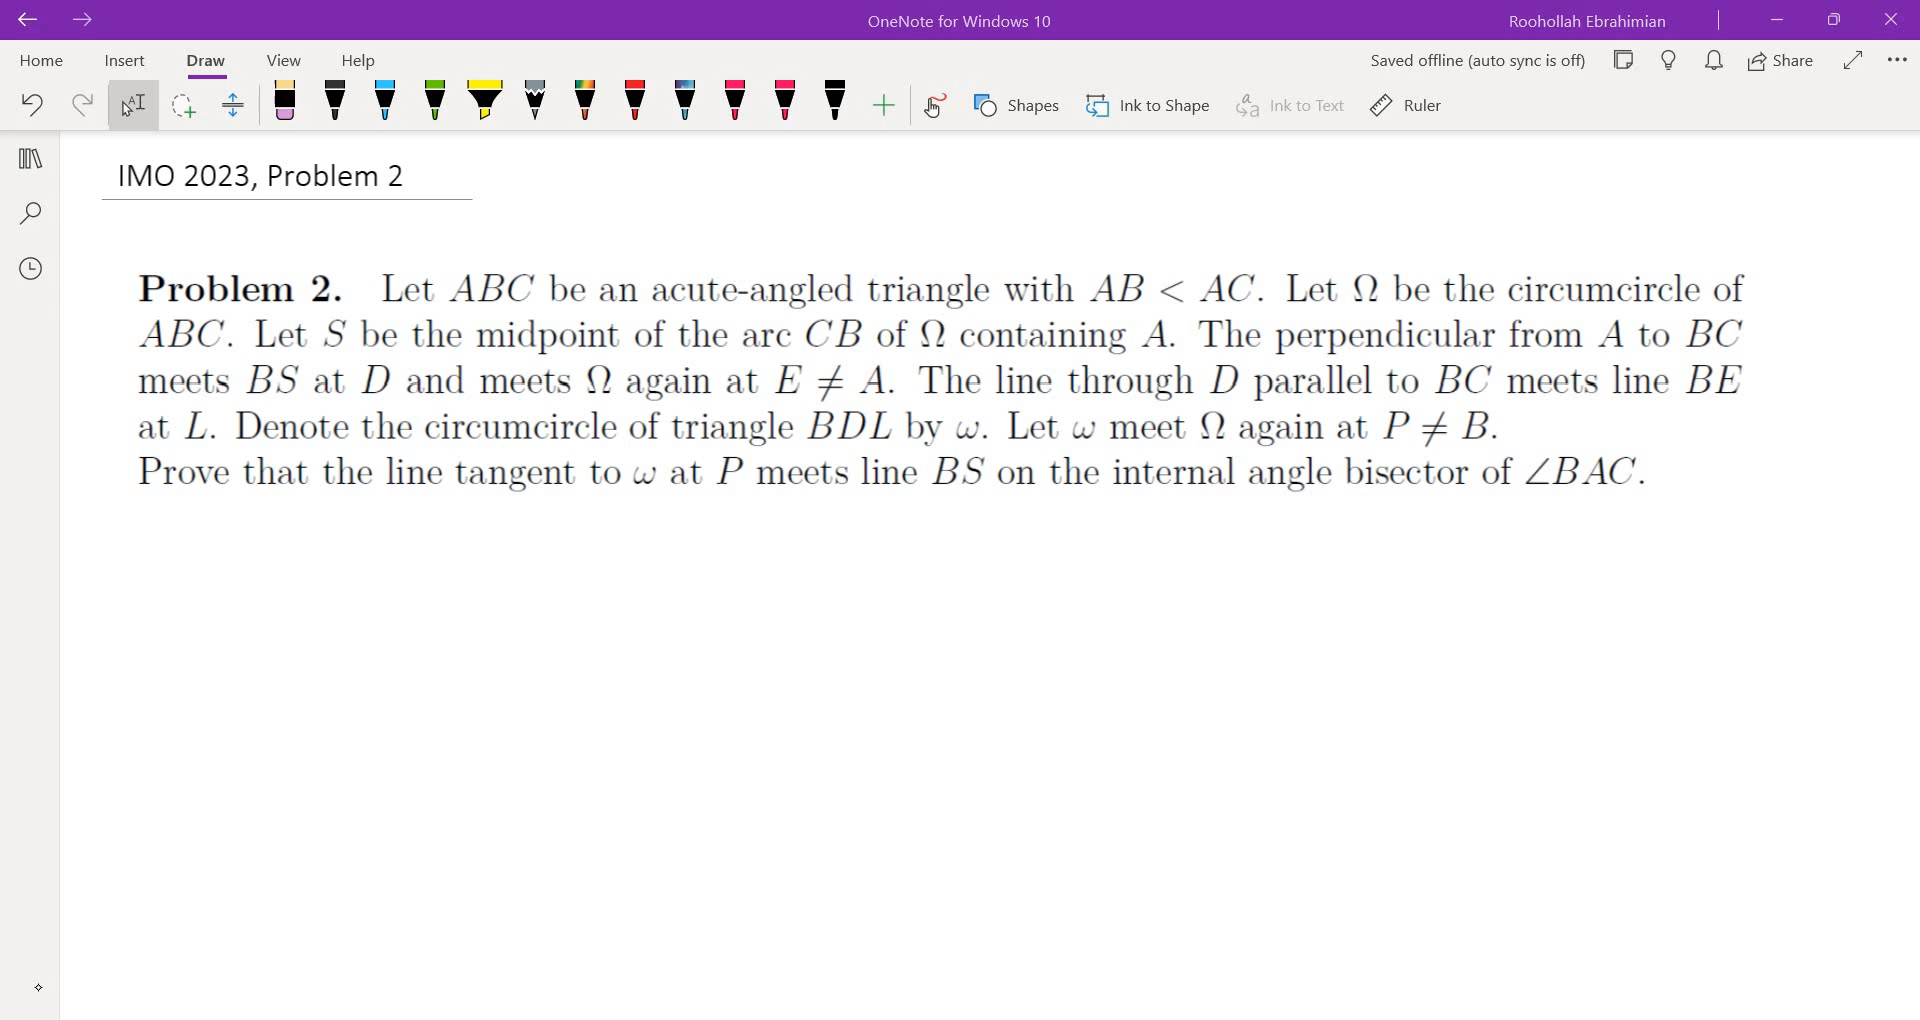 OneNote for Windows 10
Roohollah Ebrahimian
Home Insert Draw View Help
Saved offline (auto sync is off) Share
Shapes Ink to Shape Ink to Text Ruler
IMO 2023, Problem 2
Problem 2. Let ABC be an acute-angled triangle with AB < AC. Let Ω be the circumcircle of
ABC. Let S be the midpoint of the arc CB of Ω containing A. The perpendicular from A to BC
meets BS at D and meets Ω again at E ≠ A. The line through D parallel to BC meets line BE
at L. Denote the circumcircle of triangle BDL by ω. Let ω meet Ω again at P ≠ B.
Prove that the line tangent to ω at P meets line BS on the internal angle bisector of ∠BAC.